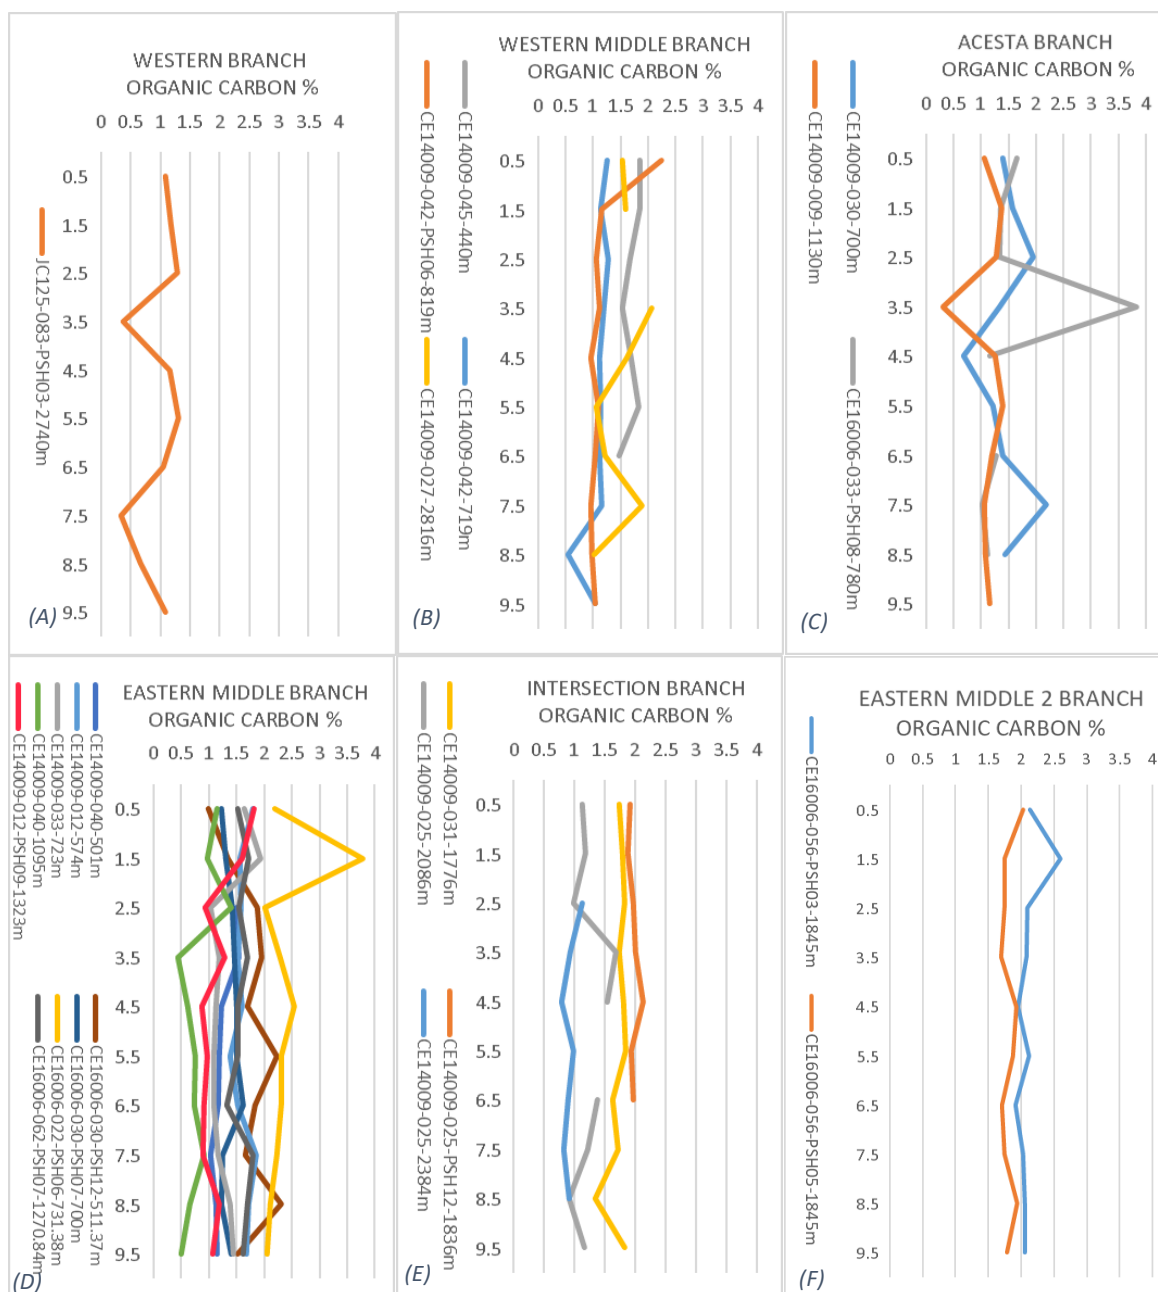 WESTERN BRANCH
ORGANIC CARBON %
0 0.5 1 1.5 2 2.5 3 3.5 4
0.5
1.5
2.5
3.5
4.5
5.5
6.5
7.5
8.5
9.5
JC125-083-PSH03-2740m
(A)
WESTERN MIDDLE BRANCH
ORGANIC CARBON %
0 0.5 1 1.5 2 2.5 3 3.5 4
0.5
1.5
2.5
3.5
4.5
5.5
6.5
7.5
8.5
9.5
CE14009-045-440m
CE14009-042-719m
CE14009-042-PSH06-819m
CE14009-027-2816m
(B)
ACESTA BRANCH
ORGANIC CARBON %
0 0.5 1 1.5 2 2.5 3 3.5 4
0.5
1.5
2.5
3.5
4.5
5.5
6.5
7.5
8.5
9.5
CE14009-030-700m
CE16006-033-PSH08-780m
CE14009-009-1130m
(C)
EASTERN MIDDLE BRANCH
ORGANIC CARBON %
0 0.5 1 1.5 2 2.5 3 3.5 4
0.5
1.5
2.5
3.5
4.5
5.5
6.5
7.5
8.5
9.5
CE14009-040-501m
CE16006-030-PSH12-511.37m
CE14009-012-574m
CE16006-030-PSH07-700m
CE14009-033-723m
CE16006-022-PSH06-731.38m
CE14009-040-1095m
CE16006-062-PSH07-1270.84m
CE14009-012-PSH09-1323m
(D)
INTERSECTION BRANCH
ORGANIC CARBON %
0 0.5 1 1.5 2 2.5 3 3.5 4
0.5
1.5
2.5
3.5
4.5
5.5
6.5
7.5
8.5
9.5
CE14009-031-1776m
CE14009-025-PSH12-1836m
CE14009-025-2086m
CE14009-025-2384m
(E)
EASTERN MIDDLE 2 BRANCH
ORGANIC CARBON %
0 0.5 1 1.5 2 2.5 3 3.5 4
0.5
1.5
2.5
3.5
4.5
5.5
6.5
7.5
8.5
9.5
CE16006-056-PSH03-1845m
CE16006-056-PSH05-1845m
(F)